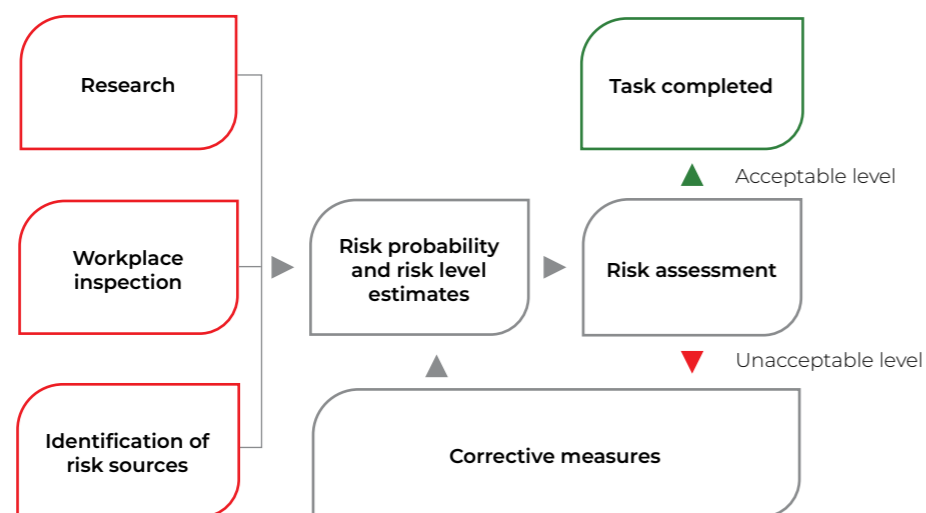 Research
Task completed
Acceptable level
Workplace
inspection
Risk probability
and risk level
estimates
Risk assessment
Unacceptable level
Identification of
risk sources
Corrective measures